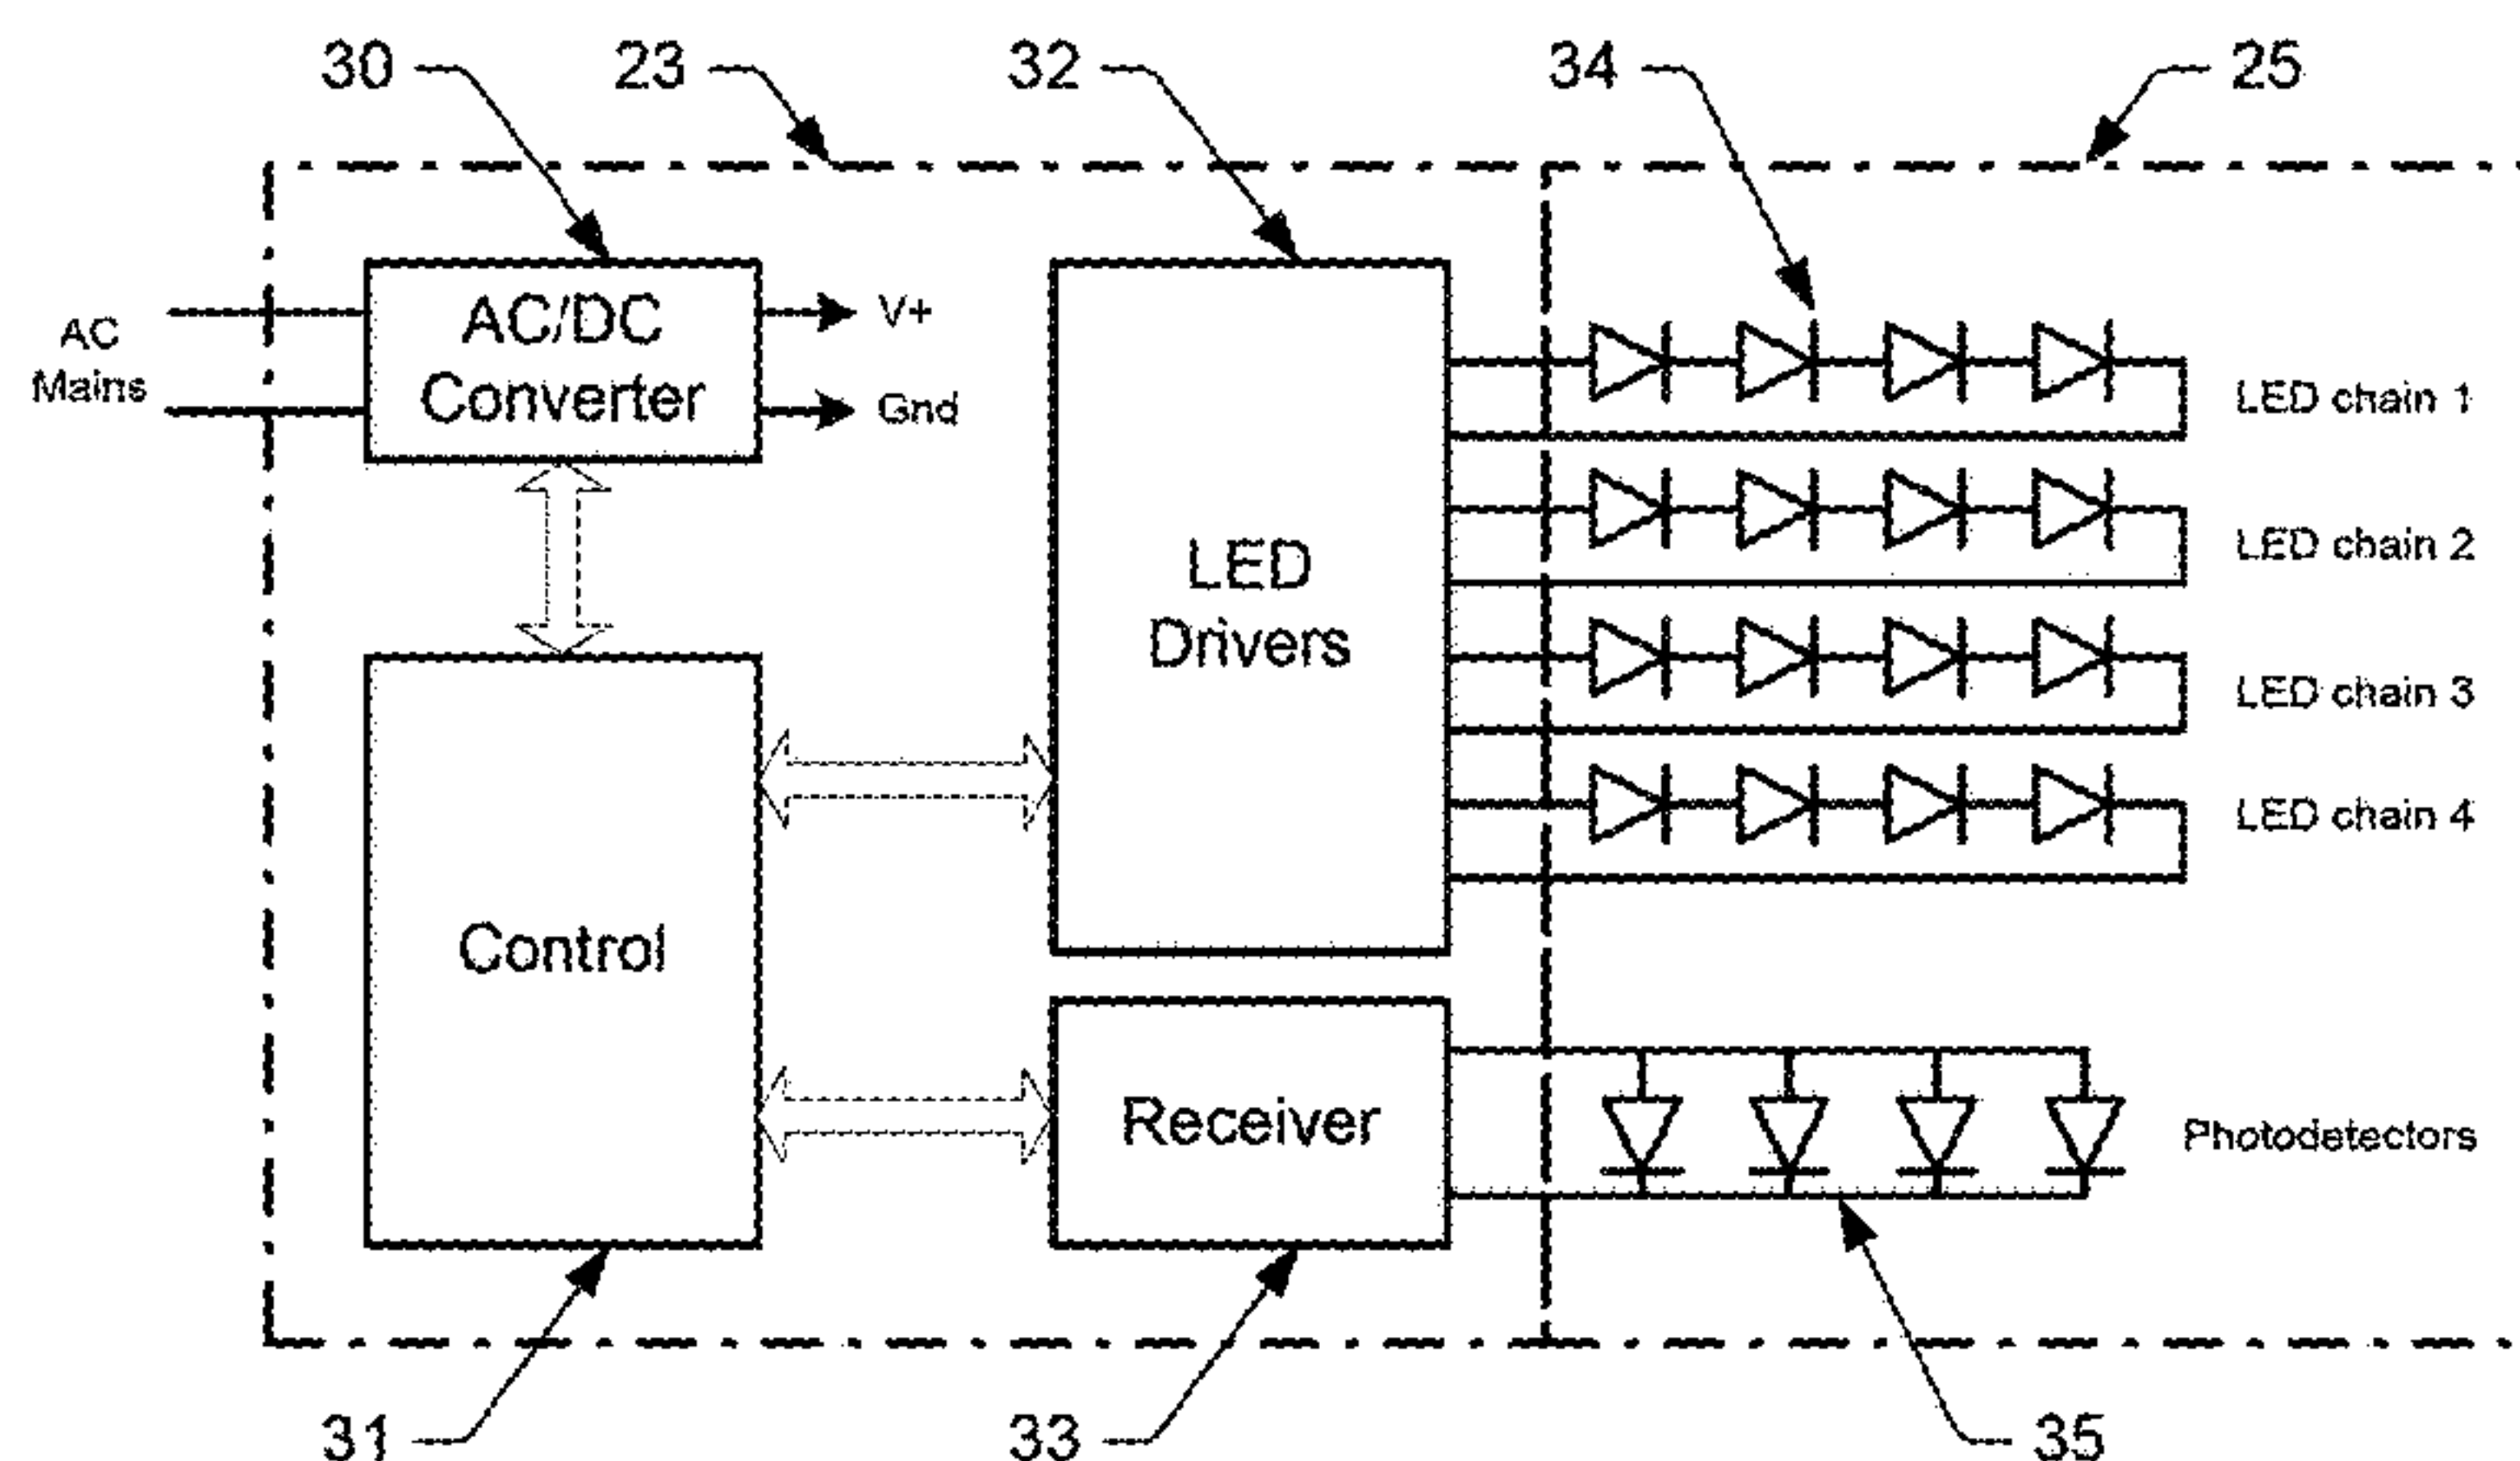 30
23
32
34
25
AC
Mains
AC/DC
Converter
V+
Gnd
LED
Drivers
LED chain 1
LED chain 2
LED chain 3
LED chain 4
Control
Receiver
Photodetectors
31
33
35